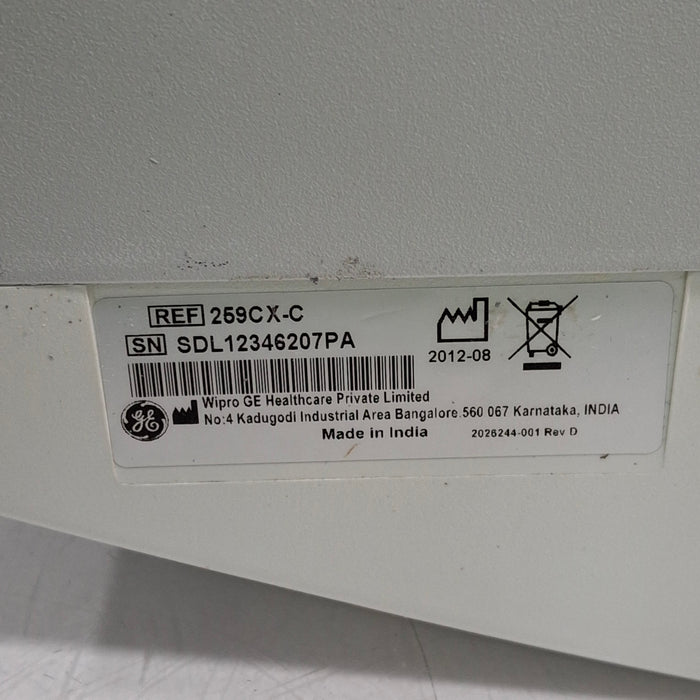 REF 259CX-C
SN SDL12346207PA
2012-08
Wipro GE Healthcare Private Limited
No:4 Kadugodi Industrial Area Bangalore 560 067 Karnataka, INDIA
GE
Made in India
2026244-001 Rev D